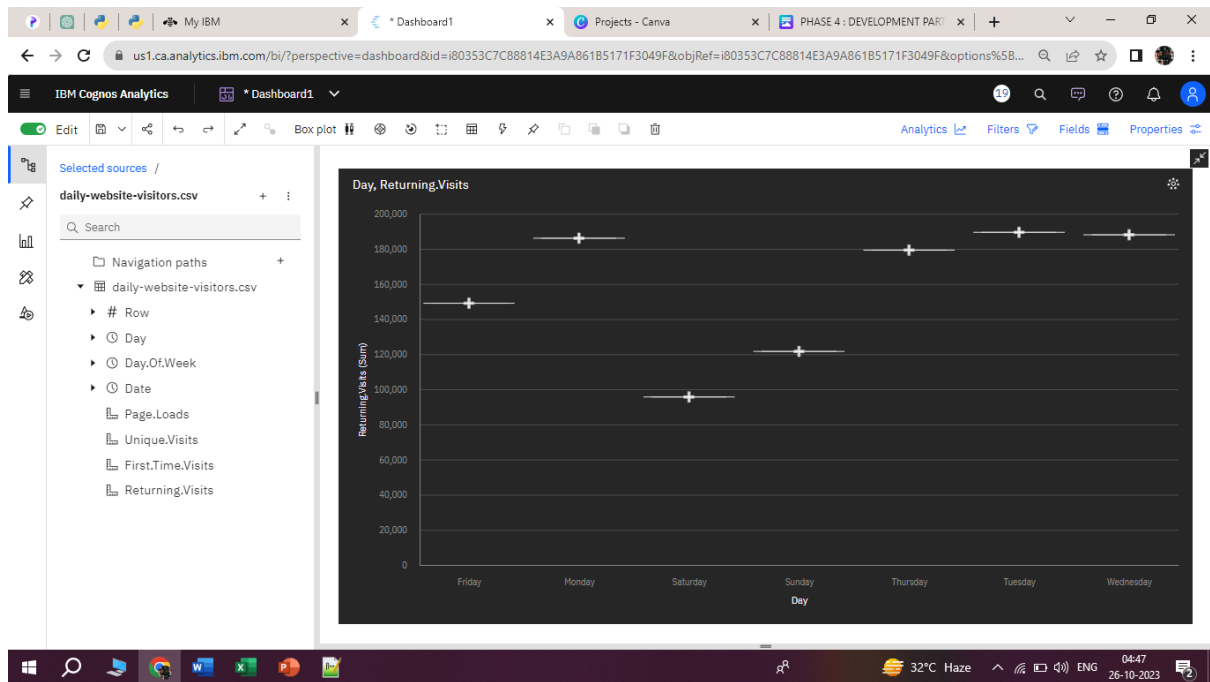 My IBM
* Dashboard1
Projects - Canva
PHASE 4 : DEVELOPMENT PART
us1.ca.analytics.ibm.com/bi/?perspective=dashboard&id=i80353C7C88814E3A9A861B5171F3049F&objRef=i80353C7C88814E3A9A861B5171F3049F&options%5B...
IBM Cognos Analytics
* Dashboard1
19
Edit
Box plot
Analytics
Filters
Fields
Properties
Selected sources /
daily-website-visitors.csv
Search
Navigation paths
daily-website-visitors.csv
# Row
Day
Day.Of.Week
Date
Page.Loads
Unique.Visits
First.Time.Visits
Returning.Visits
Day, Returning.Visits
Returning.Visits (Sum)
200,000
180,000
160,000
140,000
120,000
100,000
80,000
60,000
40,000
20,000
0
Friday Monday Saturday Sunday Thursday Tuesday Wednesday
Day
32°C Haze
ENG
04:47
26-10-2023
2